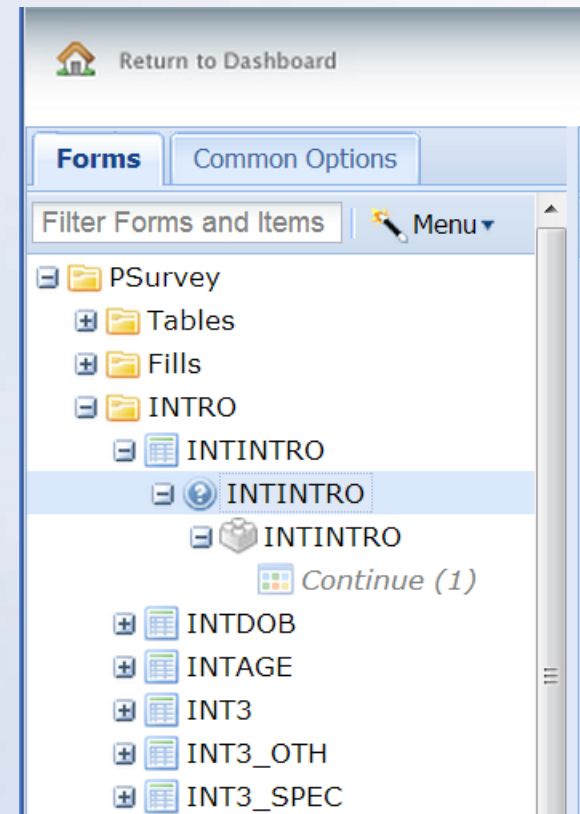 Return to Dashboard
Forms Common Options
Filter Forms and Items Menu
PSurvey
Tables
Fills
INTRO
INTINTRO
INTINTRO
INTINTRO
Continue (1)
INTDOB
INTAGE
INT3
INT3_OTH
INT3_SPEC